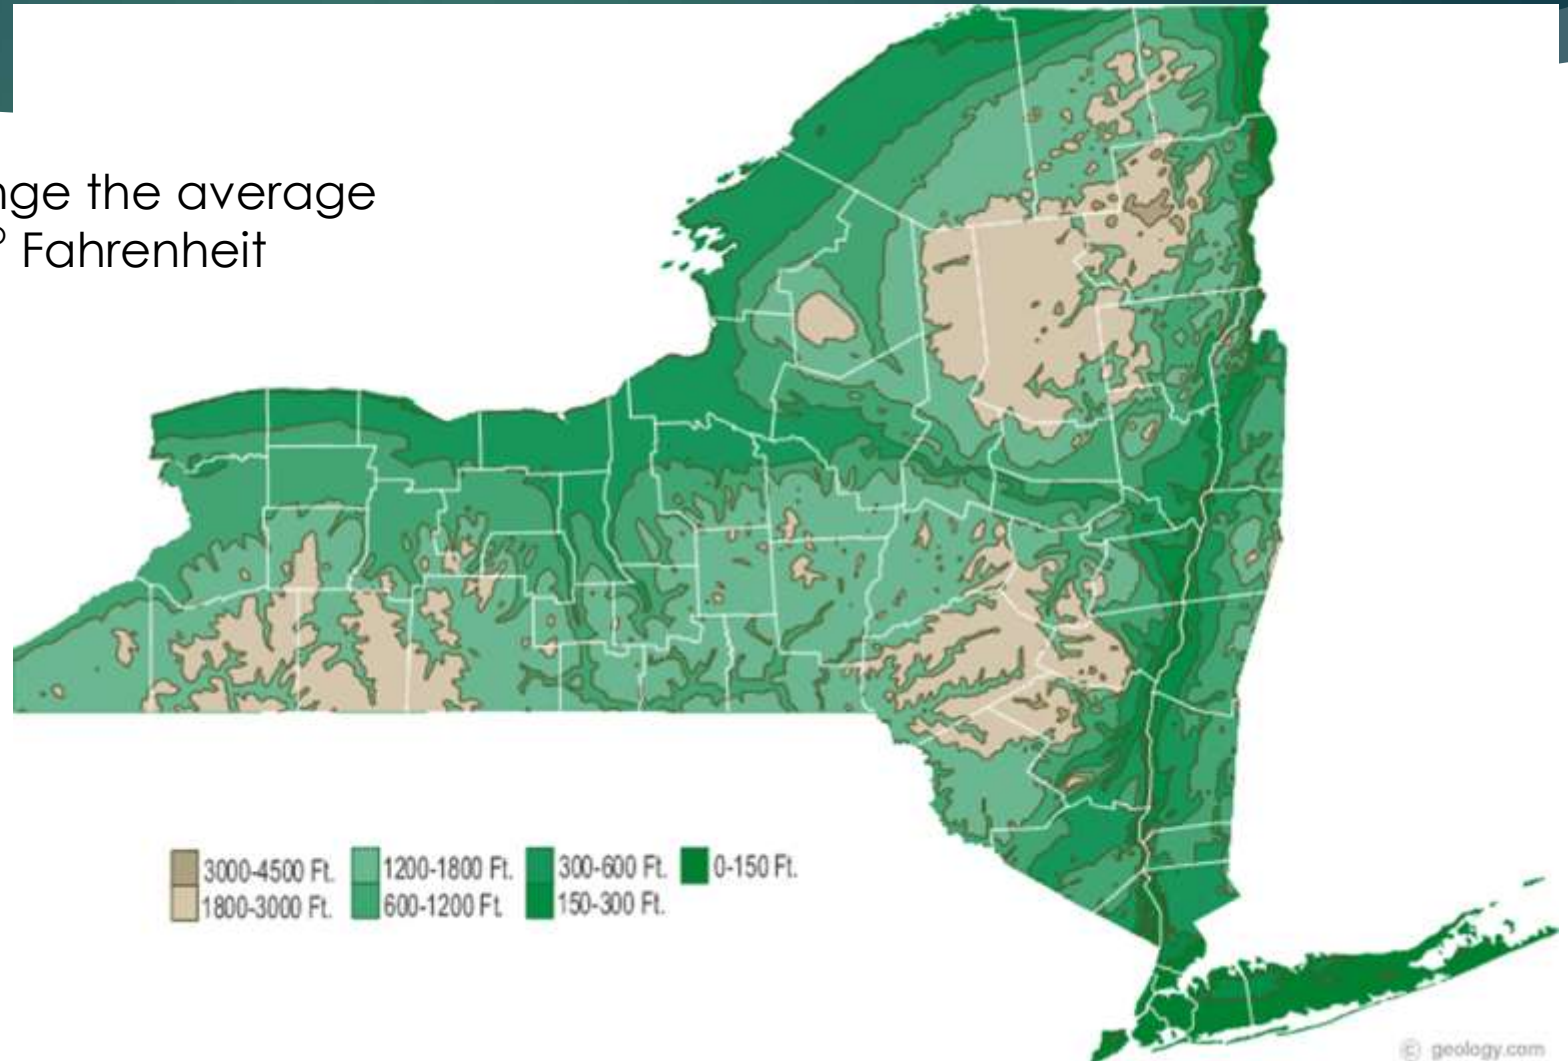 nge the average
° Fahrenheit
3000-4500 Ft. 1200-1800 Ft. 300-600 Ft. 0-150 Ft.
1800-3000 Ft. 600-1200 Ft. 150-300 Ft.
© geology.com